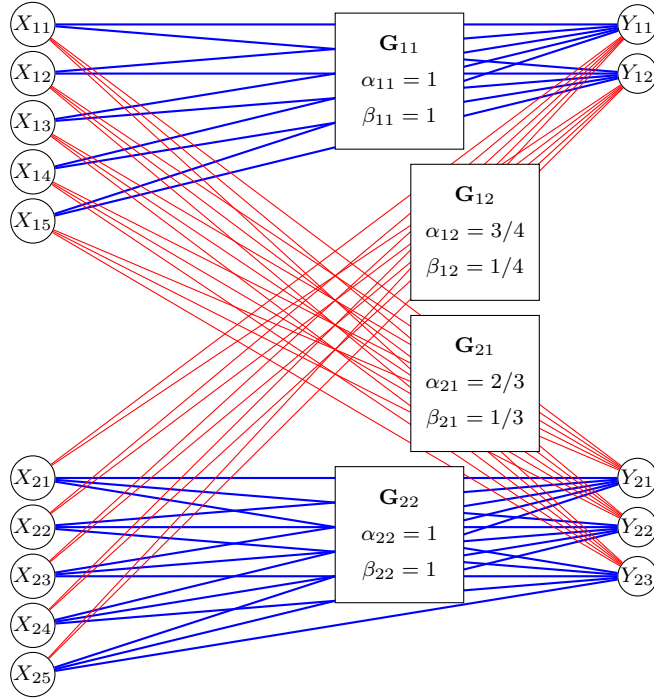 X₁₁
Y₁₁
G₁₁
α₁₁ = 1
β₁₁ = 1
X₁₂
Y₁₂
X₁₃
X₁₄
X₁₅
G₁₂
α₁₂ = 3/4
β₁₂ = 1/4
G₂₁
α₂₁ = 2/3
β₂₁ = 1/3
X₂₁
Y₂₁
G₂₂
α₂₂ = 1
β₂₂ = 1
X₂₂
Y₂₂
X₂₃
Y₂₃
X₂₄
X₂₅